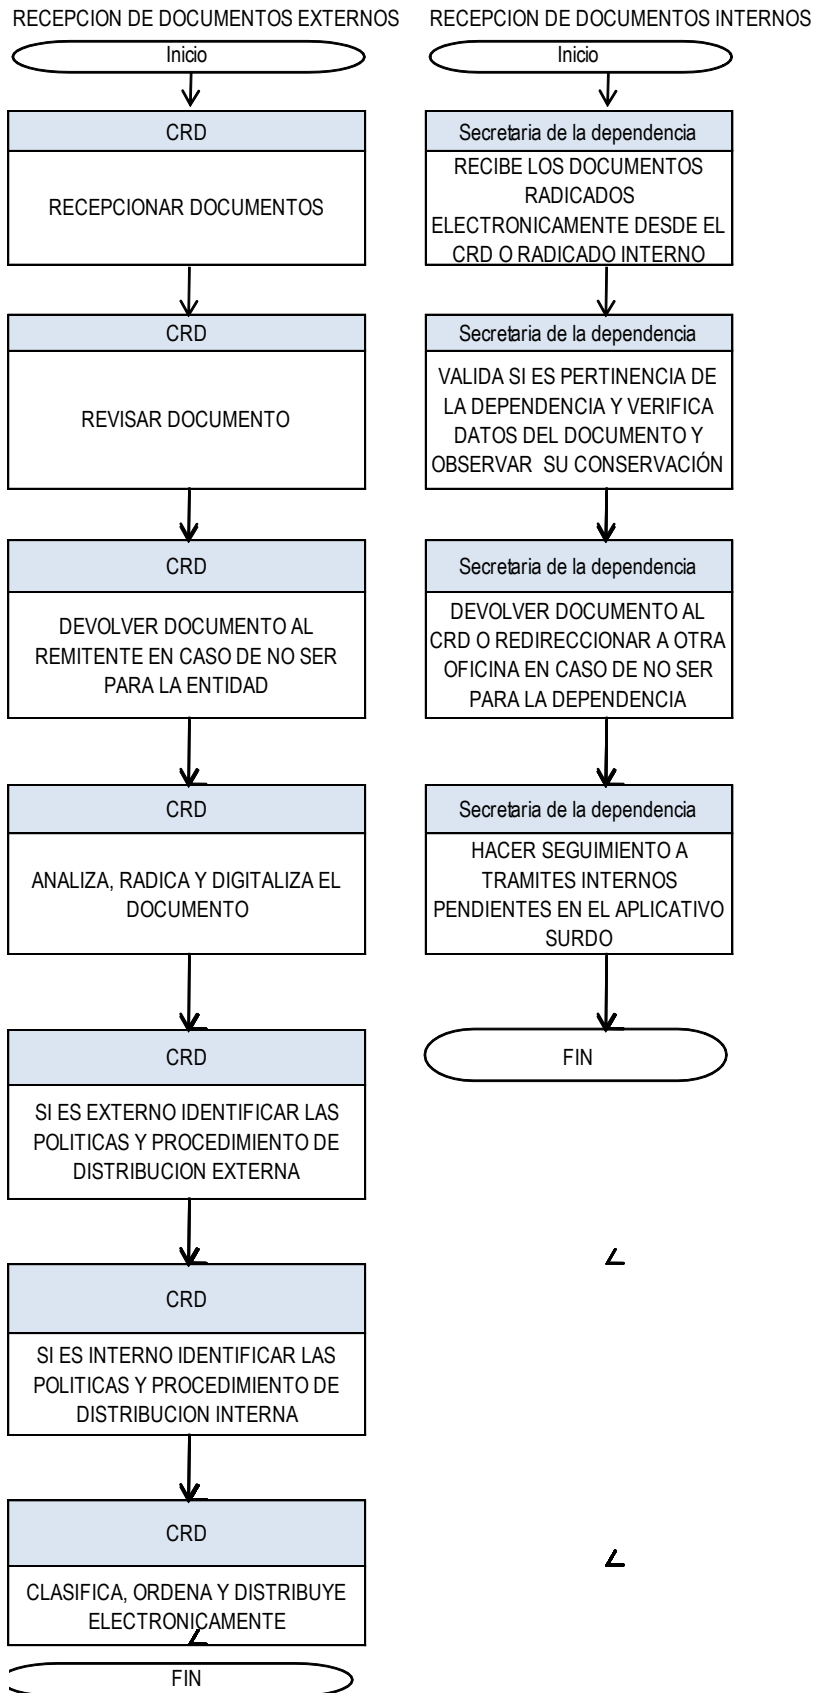 RECEPCION DE DOCUMENTOS EXTERNOS
Inicio
CRD
RECEPCIONAR DOCUMENTOS
CRD
REVISAR DOCUMENTO
CRD
DEVOLVER DOCUMENTO AL
REMITENTE EN CASO DE NO SER
PARA LA ENTIDAD
CRD
ANALIZA, RADICA Y DIGITALIZA EL
DOCUMENTO
CRD
SI ES EXTERNO IDENTIFICAR LAS
POLITICAS Y PROCEDIMIENTO DE
DISTRIBUCION EXTERNA
CRD
SI ES INTERNO IDENTIFICAR LAS
POLITICAS Y PROCEDIMIENTO DE
DISTRIBUCION INTERNA
CRD
CLASIFICA, ORDENA Y DISTRIBUYE
ELECTRONICAMENTE
FIN
RECEPCION DE DOCUMENTOS INTERNOS
Inicio
Secretaria de la dependencia
RECIBE LOS DOCUMENTOS
RADICADOS
ELECTRONICAMENTE DESDE EL
CRD O RADICADO INTERNO
Secretaria de la dependencia
VALIDA SI ES PERTINENCIA DE
LA DEPENDENCIA Y VERIFICA
DATOS DEL DOCUMENTO Y
OBSERVAR SU CONSERVACIÓN
Secretaria de la dependencia
DEVOLVER DOCUMENTO AL
CRD O REDIRECCIONAR A OTRA
OFICINA EN CASO DE NO SER
PARA LA DEPENDENCIA
Secretaria de la dependencia
HACER SEGUIMIENTO A
TRAMITES INTERNOS
PENDIENTES EN EL APLICATIVO
SURDO
FIN